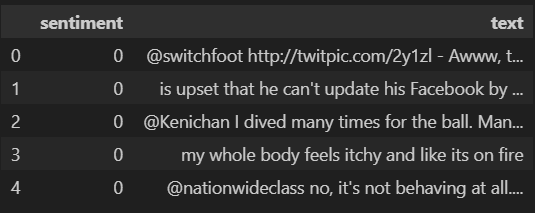 sentiment text
0 0 @switchfoot http://twitpic.com/2y1zl - Awww, t...
1 0 is upset that he can't update his Facebook by ...
2 0 @Kenichan I dived many times for the ball. Man...
3 0 my whole body feels itchy and like its on fire
4 0 @nationwideclass no, it's not behaving at all....